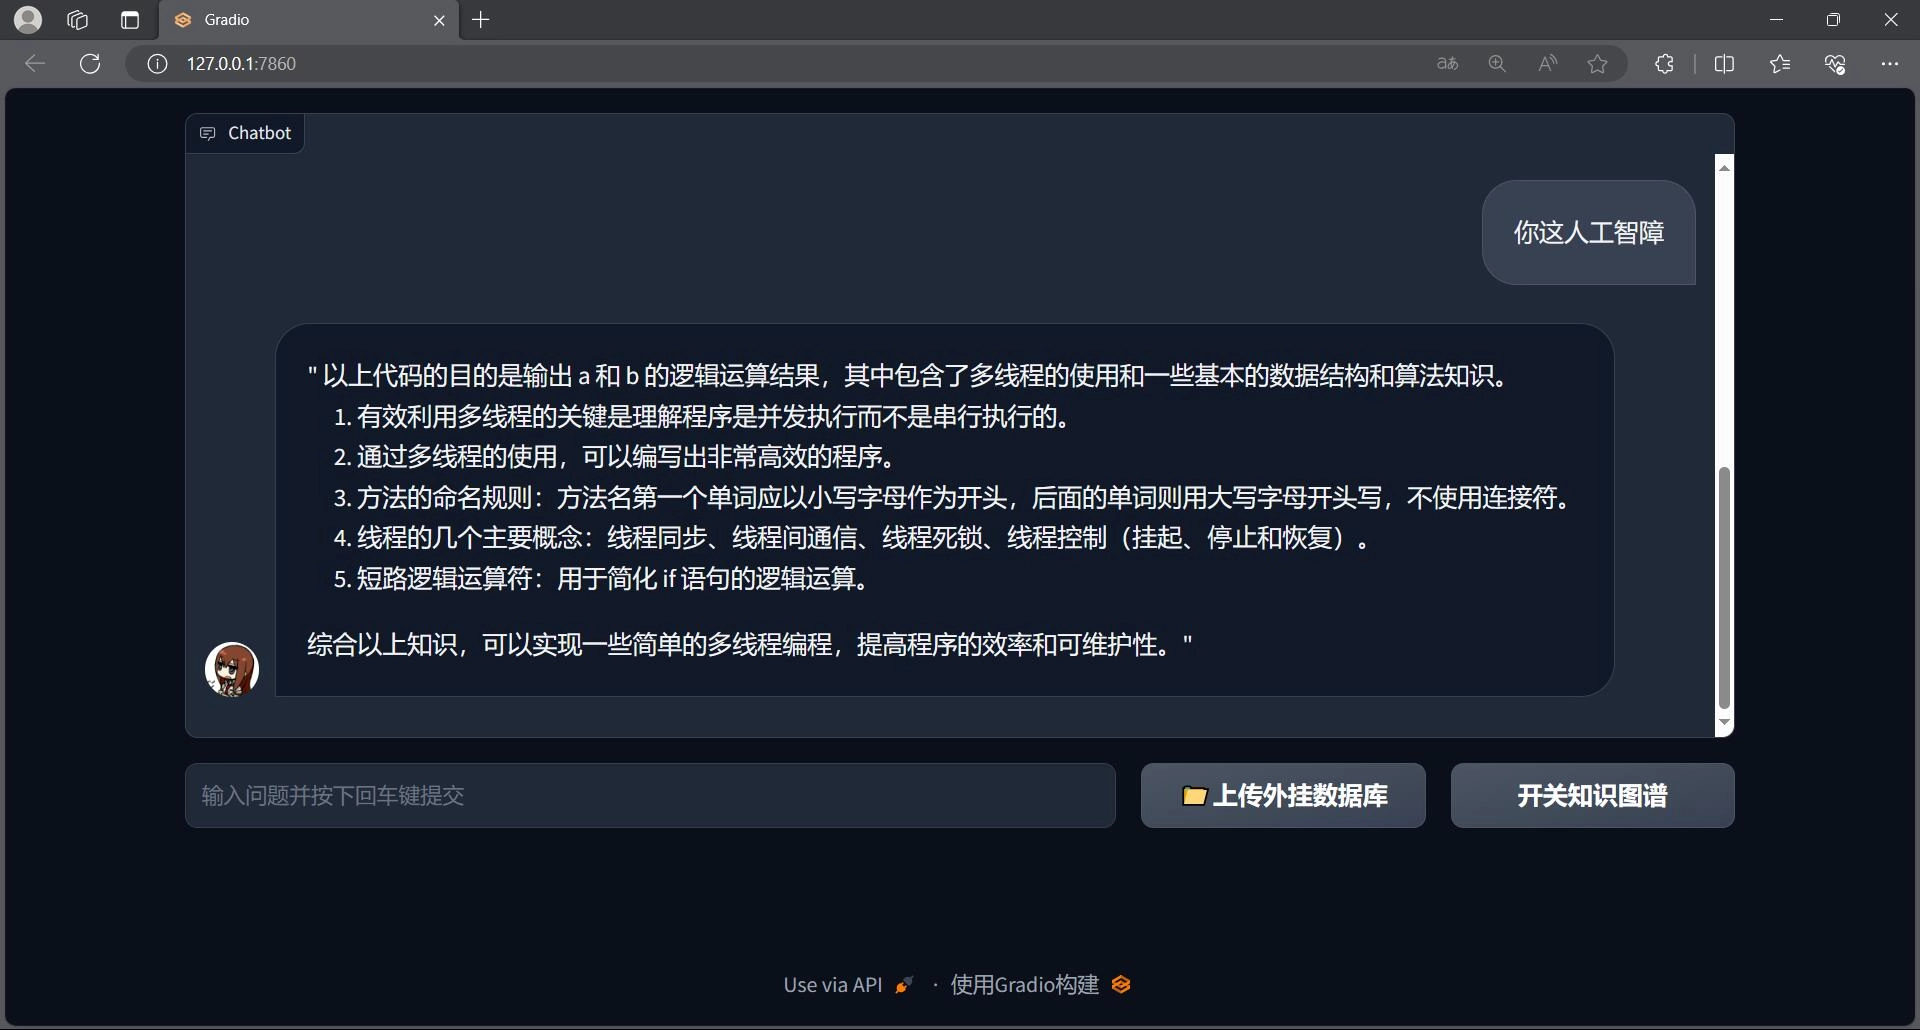 Gradio
127.0.0.1:7860
aあ
Chatbot
你这人工智障
"以上代码的目的是输出 a 和 b 的逻辑运算结果，其中包含了多线程的使用和一些基本的数据结构和算法知识。
1. 有效利用多线程的关键是理解程序是并发执行而不是串行执行的。
2. 通过多线程的使用，可以编写出非常高效的程序。
3. 方法的命名规则：方法名第一个单词应以小写字母作为开头，后面的单词则用大写字母开头写，不使用连接符。
4. 线程的几个主要概念：线程同步、线程间通信、线程死锁、线程控制（挂起、停止和恢复）。
5. 短路逻辑运算符：用于简化 if 语句的逻辑运算。
综合以上知识，可以实现一些简单的多线程编程，提高程序的效率和可维护性。"
输入问题并按下回车键提交
上传外挂数据库
开关知识图谱
Use via API · 使用Gradio构建